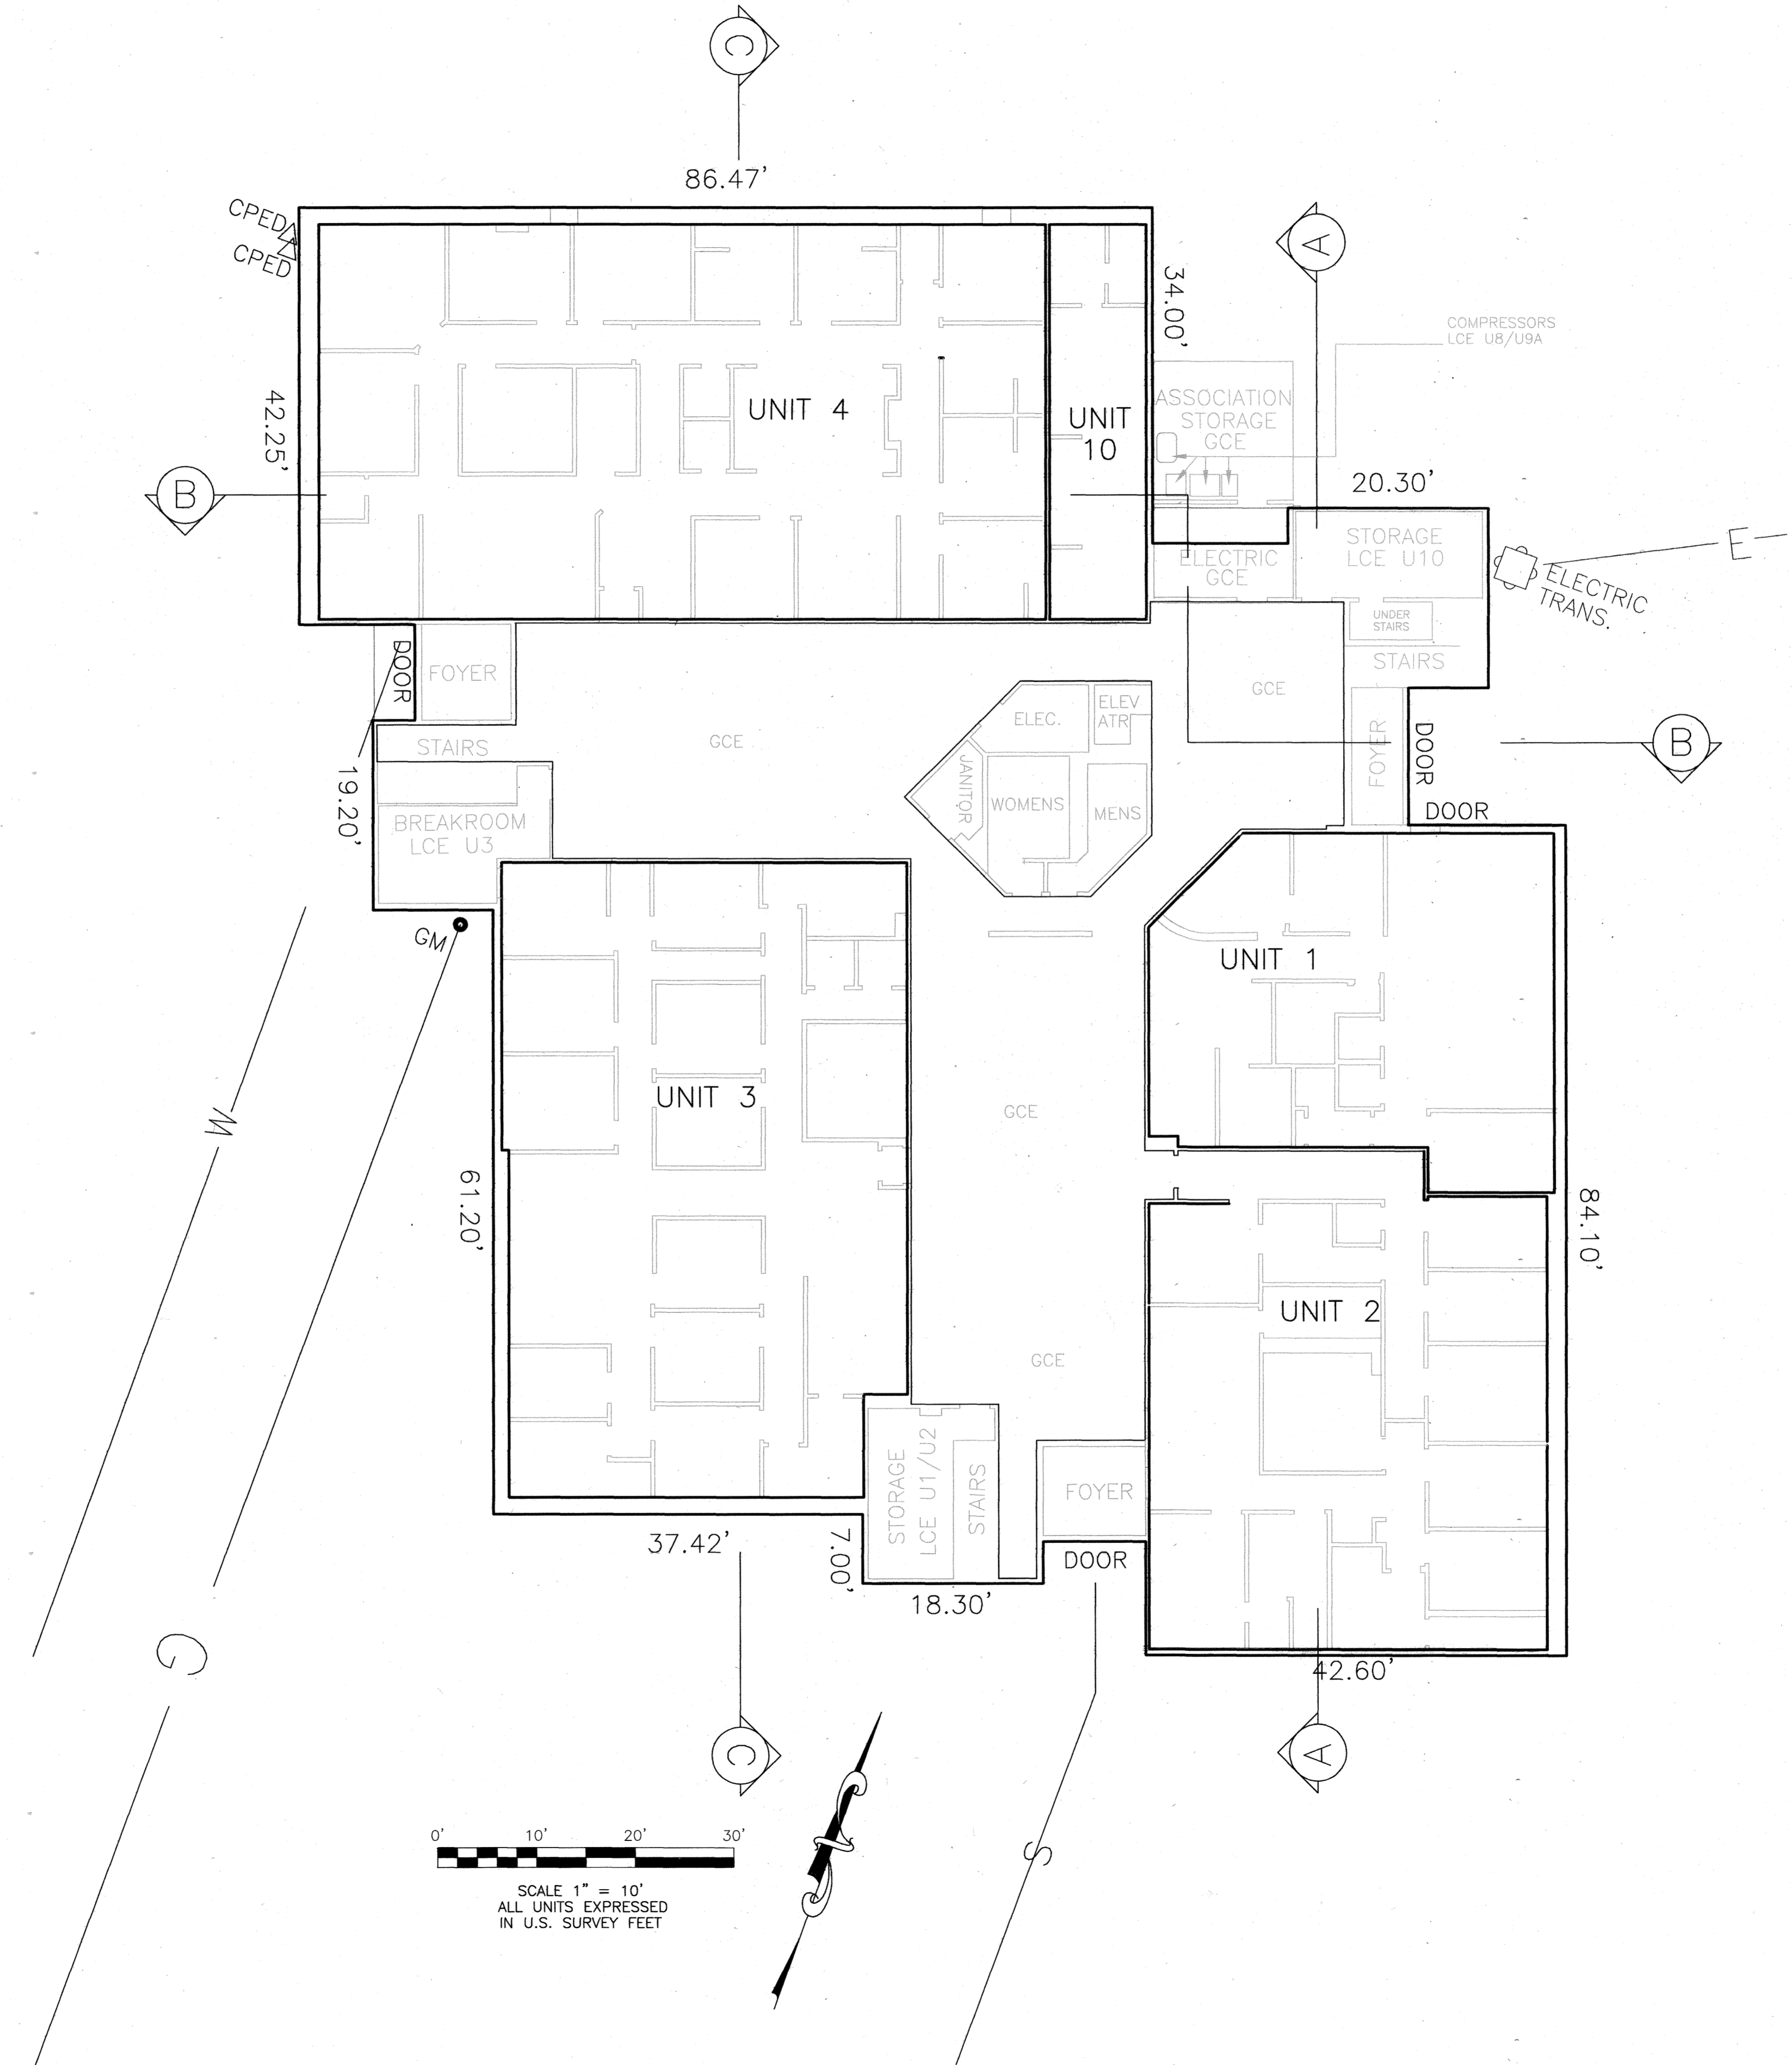 C
86.47'
CPED
CPED
A
34.00'
COMPRESSORS
LCE U8/U9A
42.25'
UNIT 4
UNIT
10
ASSOCIATION
STORAGE
GCE
20.30'
B
E
ELECTRIC
GCE
STORAGE
LCE U10
ELECTRIC
TRANS.
UNDER
STAIRS
STAIRS
DOOR
FOYER
GCE
ELEC.
ELEV
ATR
GCE
STAIRS
FOYER
DOOR
B
19.20'
JANITOR
WOMENS
MENS
DOOR
BREAKROOM
LCE U3
GM
UNIT 1
W
UNIT 3
GCE
61.20'
84.10'
UNIT 2
GCE
STORAGE
LCE U1/U2
STAIRS
FOYER
37.42'
7.00'
DOOR
18.30'
G
42.60'
C
A
S
0' 10' 20' 30'
SCALE 1" = 10'
ALL UNITS EXPRESSED
IN U.S. SURVEY FEET